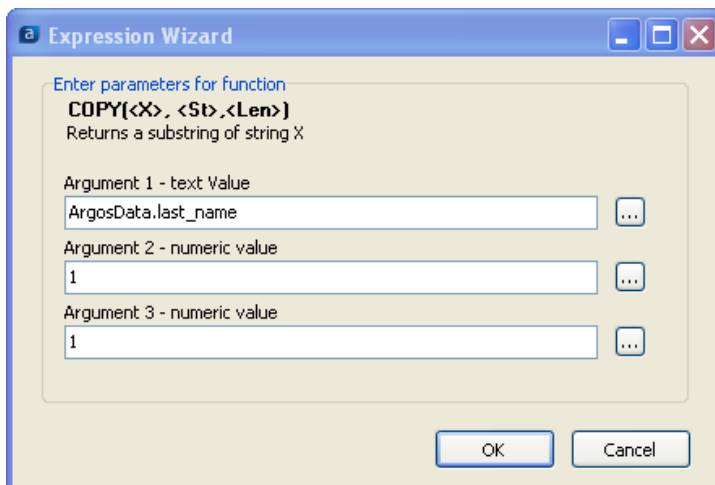 a Expression Wizard
Enter parameters for function
COPY(<X>, <St>,<Len>)
Returns a substring of string X
Argument 1 - text Value
ArgosData.last_name
...
Argument 2 - numeric value
1
...
Argument 3 - numeric value
1
...
OK
Cancel